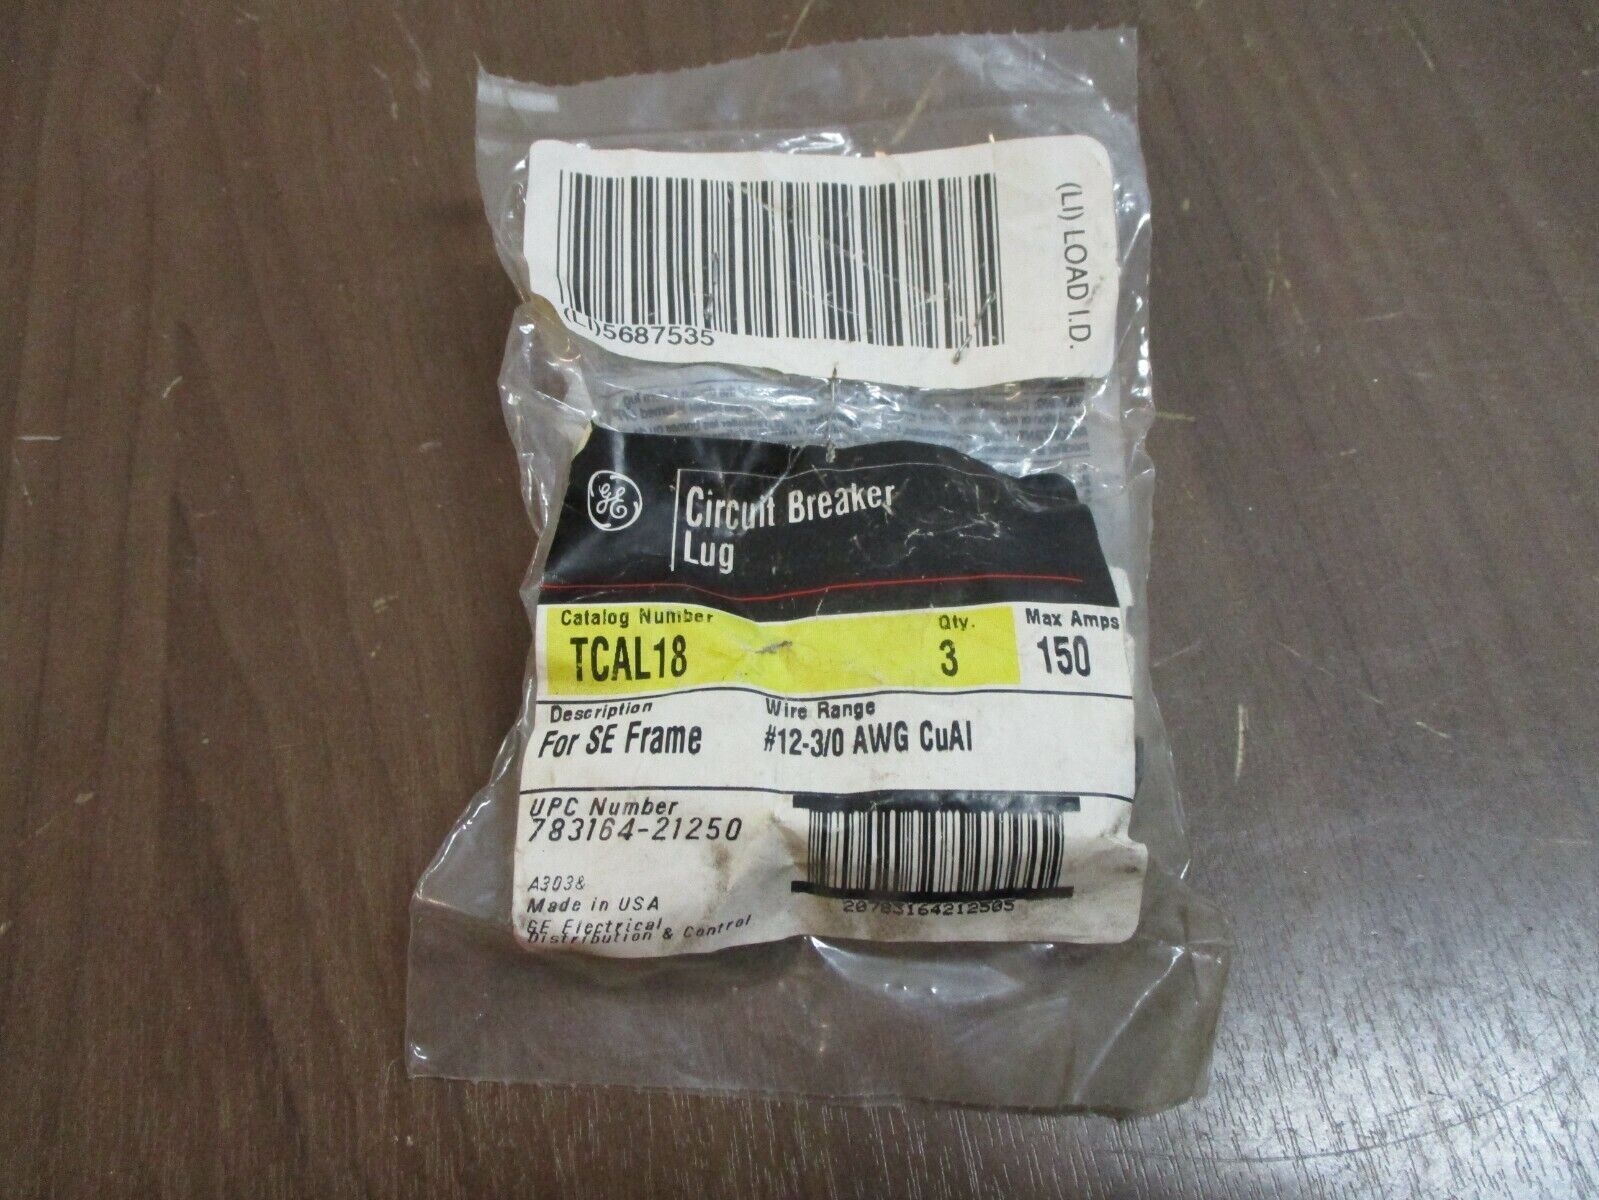 (LI)5687535
(LI) LOAD I.D.
GE
Circuit Breaker
Lug
Catalog Number
Qty.
Max Amps
TCAL18
3
150
Description
Wire Range
For SE Frame
#12-3/0 AWG CuAl
UPC Number
783164-21250
A303&
Made in USA
GE Electrical
Distribution & Control
20783164212505